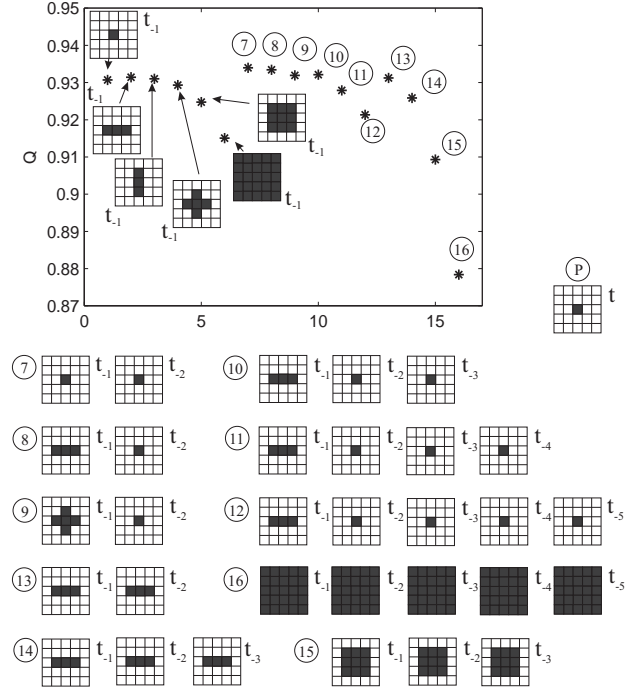 0.95
0.94
0.93
0.92
0.91
0.9
0.89
0.88
0.87
Q
0 5 10 15
t-1
t-1
t-1
t-1
t-1
t-1
7 8 9 10 11 12 13 14 15 16
P t
7 t-1 t-2
10 t-1 t-2 t-3
8 t-1 t-2
11 t-1 t-2 t-3 t-4
9 t-1 t-2
12 t-1 t-2 t-3 t-4 t-5
13 t-1 t-2
16 t-1 t-2 t-3 t-4 t-5
14 t-1 t-2 t-3
15 t-1 t-2 t-3